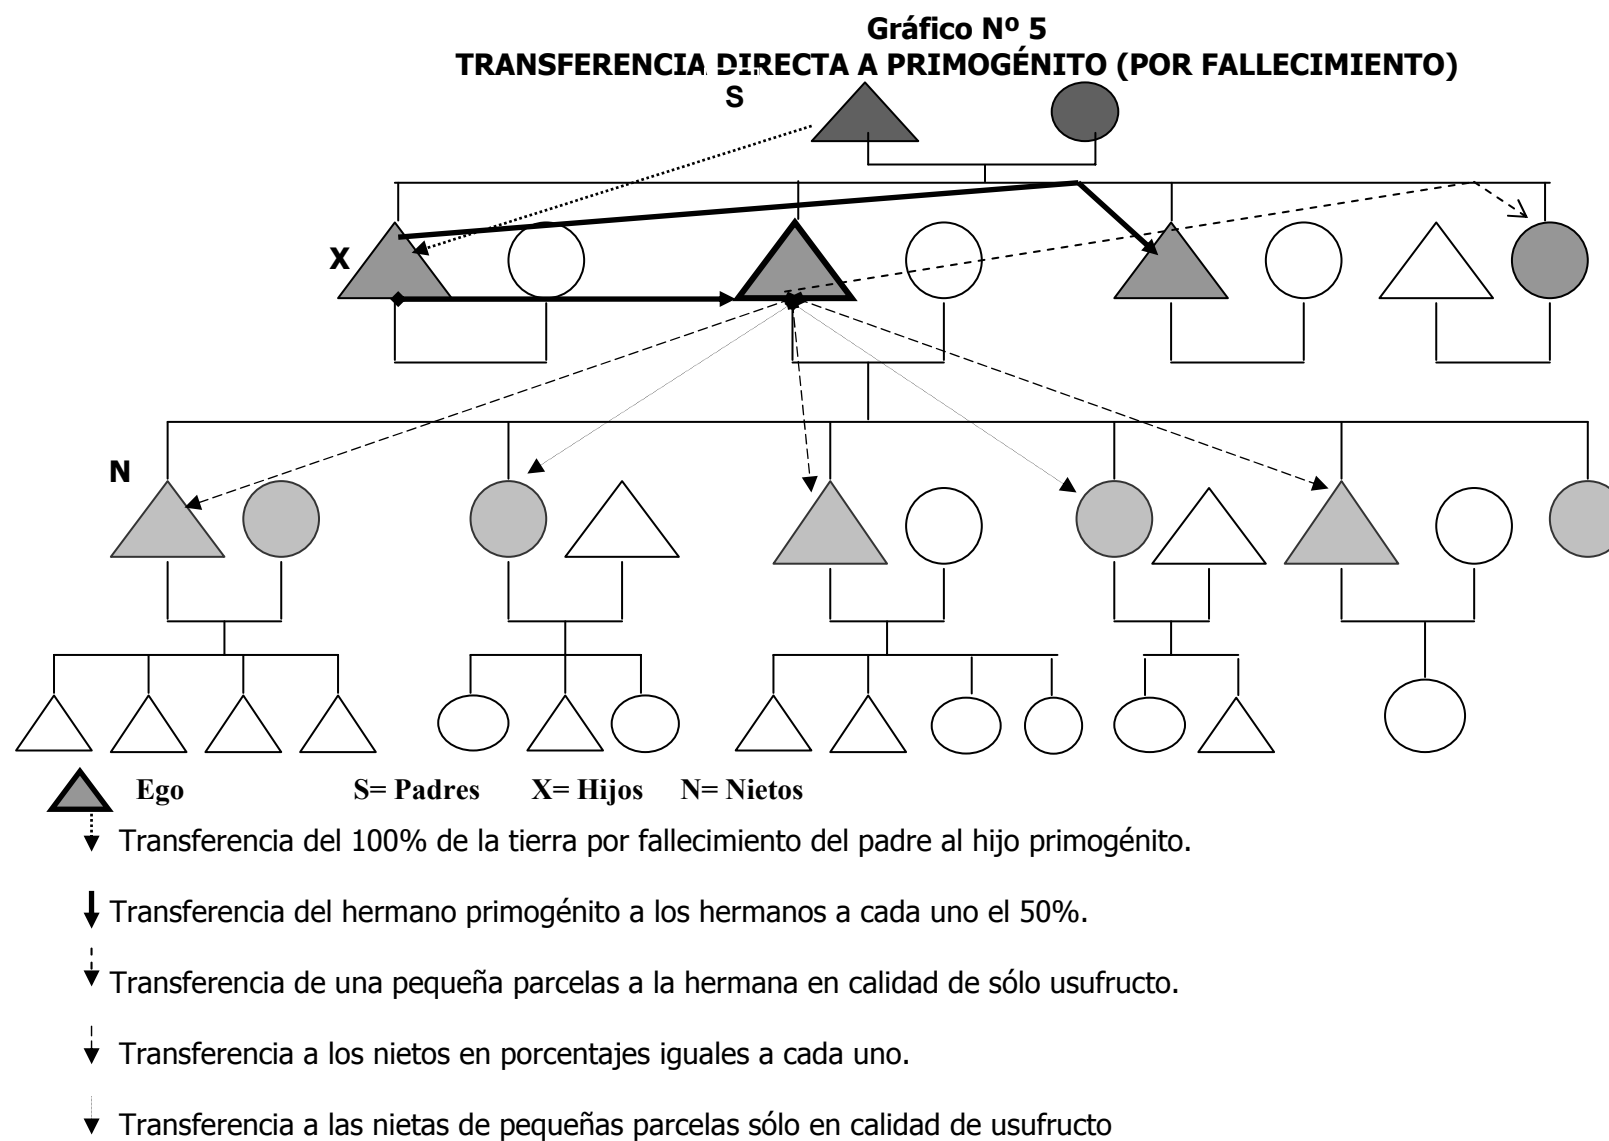 Gráfico Nº 5
TRANSFERENCIA DIRECTA A PRIMOGÉNITO (POR FALLECIMIENTO)
S
X
N
Ego S= Padres X= Hijos N= Nietos
Transferencia del 100% de la tierra por fallecimiento del padre al hijo primogénito.
Transferencia del hermano primogénito a los hermanos a cada uno el 50%.
Transferencia de una pequeña parcelas a la hermana en calidad de sólo usufructo.
Transferencia a los nietos en porcentajes iguales a cada uno.
Transferencia a las nietas de pequeñas parcelas sólo en calidad de usufructo